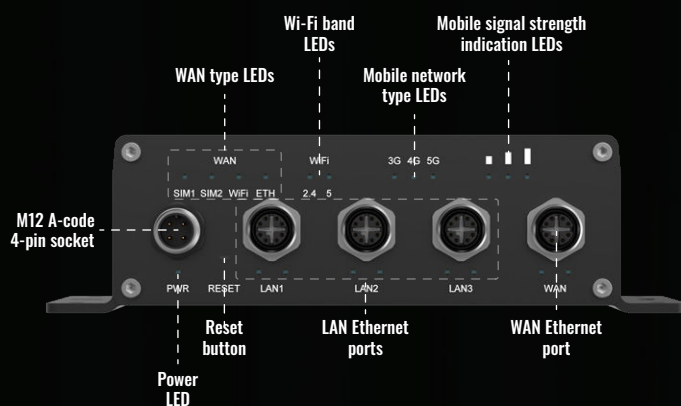 Wi-Fi band
LEDs
Mobile signal strength
indication LEDs
WAN type LEDs
Mobile network
type LEDs
WAN
WiFi
3G 4G 5G
SIM1 SIM2 WiFi ETH
2.4 5
M12 A-code
4-pin socket
PWR
RESET
LAN1
LAN2
LAN3
WAN
Reset
button
LAN Ethernet
ports
WAN Ethernet
port
Power
LED